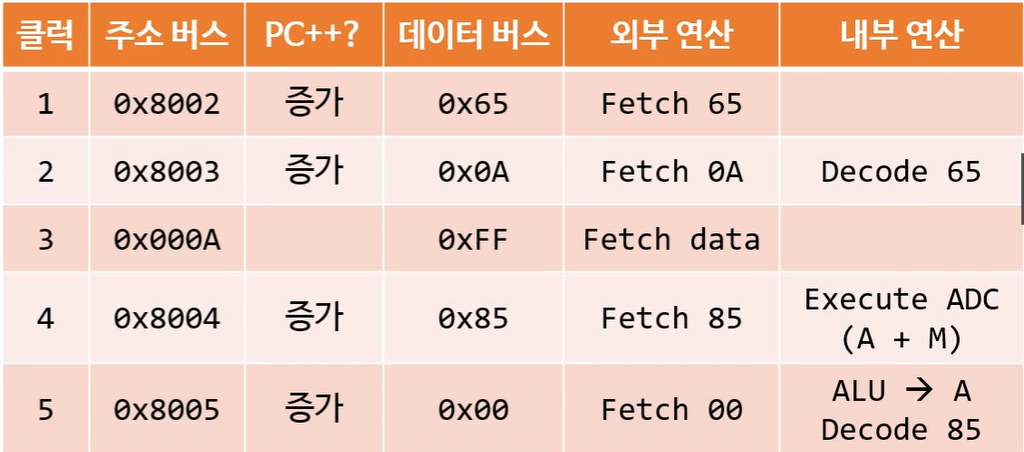 클럭 주소 버스 PC++? 데이터 버스 외부 연산 내부 연산
1 0x8002 증가 0x65 Fetch 65
2 0x8003 증가 0x0A Fetch 0A Decode 65
3 0x000A 0xFF Fetch data
4 0x8004 증가 0x85 Fetch 85 Execute ADC
(A + M)
5 0x8005 증가 0x00 Fetch 00 ALU → A
Decode 85